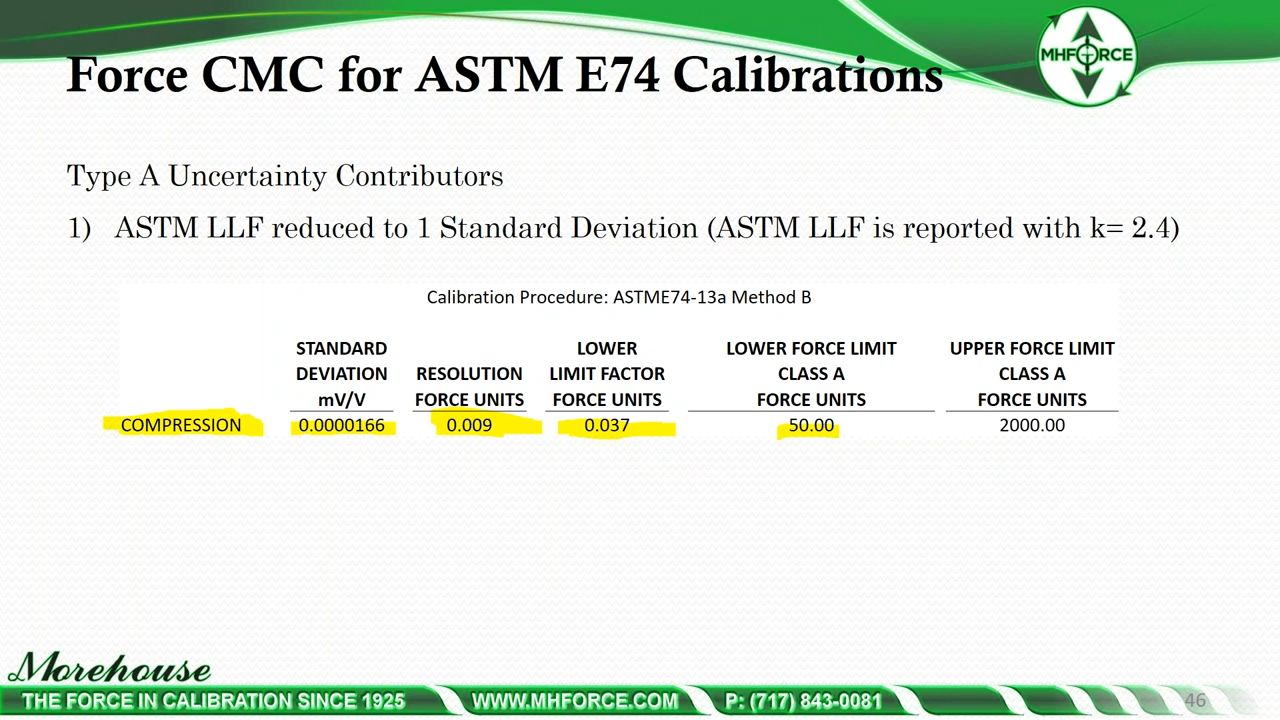 Force CMC for ASTM E74 Calibrations
MHFORCE
Type A Uncertainty Contributors
1) ASTM LLF reduced to 1 Standard Deviation (ASTM LLF is reported with k= 2.4)
Calibration Procedure: ASTME74-13a Method B
STANDARD LOWER LOWER FORCE LIMIT UPPER FORCE LIMIT
DEVIATION RESOLUTION LIMIT FACTOR CLASS A CLASS A
mV/V FORCE UNITS FORCE UNITS FORCE UNITS FORCE UNITS
COMPRESSION 0.0000166 0.009 0.037 50.00 2000.00
Morehouse
THE FORCE IN CALIBRATION SINCE 1925 WWW.MHFORCE.COM P: (717) 843-0081 46